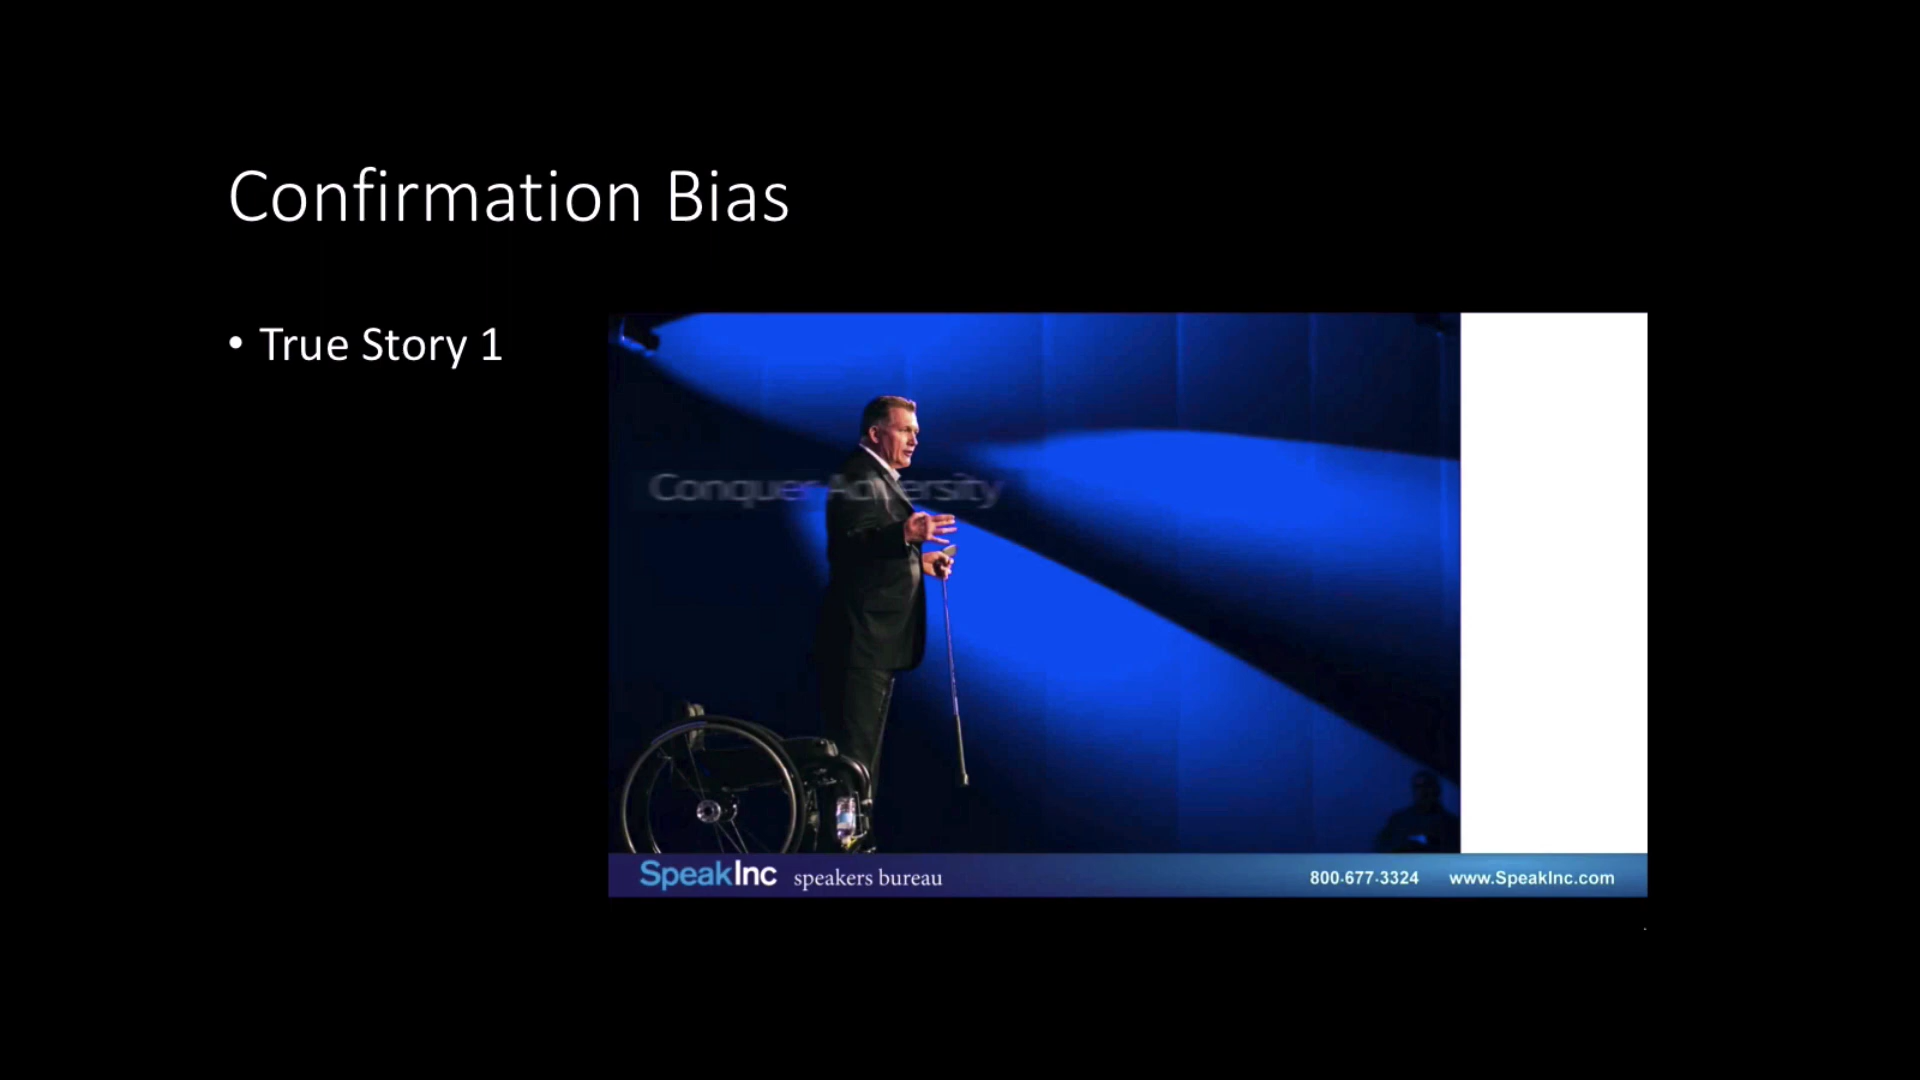 Confirmation Bias
• True Story 1
Conquer Adversity
SpeakInc speakers bureau
800·677·3324 www.SpeakInc.com